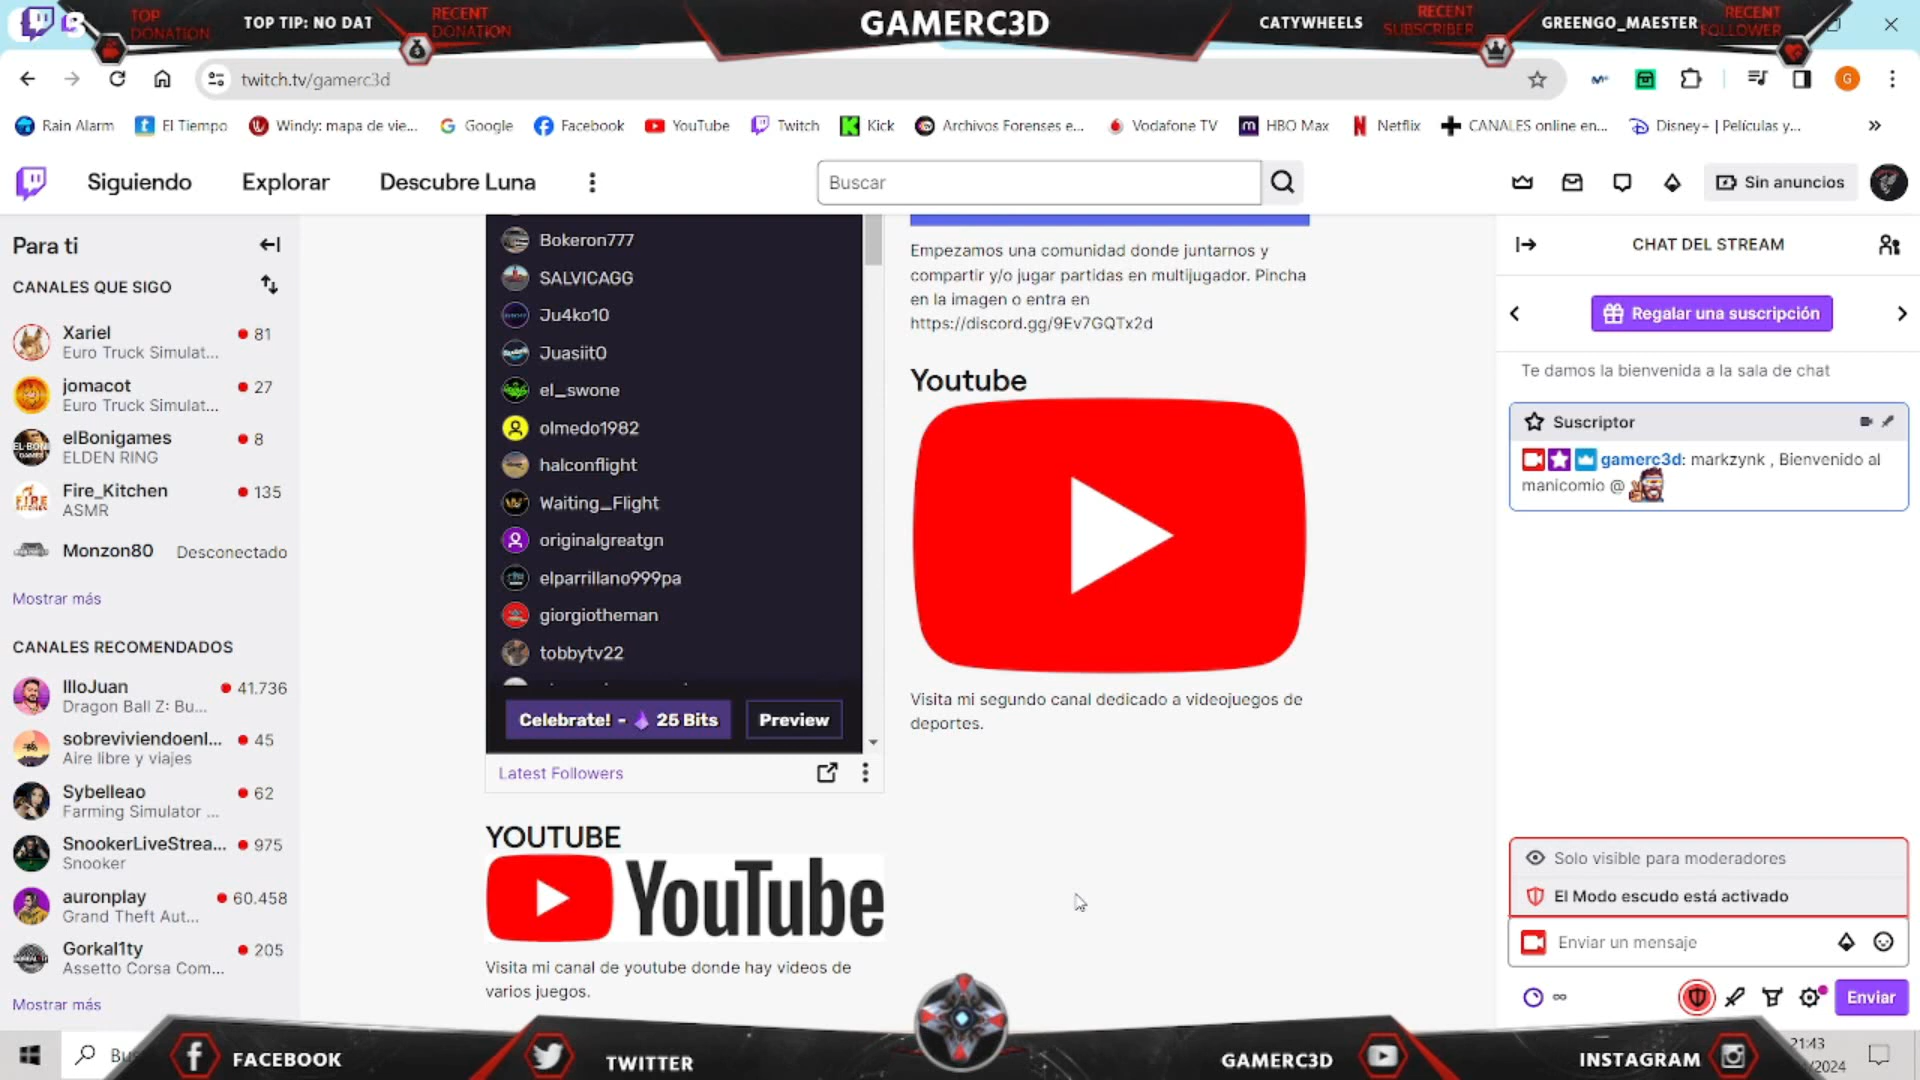 TOP
DONATION
TOP TIP: NO DAT
RECENT
DONATION
GAMERC3D
CATYWHEELS
RECENT
SUBSCRIBER
GREENGO_MAESTER
RECENT
FOLLOWER
twitch.tv/gamerc3d
G
Rain Alarm
El Tiempo
Windy: mapa de vie...
Google
Facebook
YouTube
Twitch
Kick
Archivos Forenses e...
Vodafone TV
HBO Max
Netflix
CANALES online en...
Disney+ | Películas y...
Siguiendo
Explorar
Descubre Luna
Buscar
Sin anuncios
Para ti
CANALES QUE SIGO
Xariel
81
Euro Truck Simulat...
jomacot
27
Euro Truck Simulat...
elBonigames
8
ELDEN RING
Fire_Kitchen
135
ASMR
Monzon80
Desconectado
Mostrar más
CANALES RECOMENDADOS
IlloJuan
41.736
Dragon Ball Z: Bu...
sobreviviendoenl...
45
Aire libre y viajes
Sybelleao
62
Farming Simulator ...
SnookerLiveStrea...
975
Snooker
auronplay
60.458
Grand Theft Aut...
Gorkal1ty
205
Assetto Corsa Com...
Mostrar más
Bokeron777
SALVICAGG
Ju4ko10
Juasiit0
el_swone
olmedo1982
halconflight
Waiting_Flight
originalgreatgn
elparrillano999pa
giorgiotheman
tobbytv22
Celebrate! - 25 Bits
Preview
Latest Followers
YOUTUBE
YouTube
Visita mi canal de youtube donde hay videos de
varios juegos.
Empezamos una comunidad donde juntarnos y
compartir y/o jugar partidas en multijugador. Pincha
en la imagen o entra en
https://discord.gg/9Ev7GQTx2d
Youtube
Visita mi segundo canal dedicado a videojuegos de
deportes.
CHAT DEL STREAM
Regalar una suscripción
Te damos la bienvenida a la sala de chat
Suscriptor
gamerc3d: markzynk , Bienvenido al
manicomio @
Solo visible para moderadores
El Modo escudo está activado
Enviar un mensaje
∞
Enviar
FACEBOOK
TWITTER
GAMERC3D
INSTAGRAM
21:43
/2024